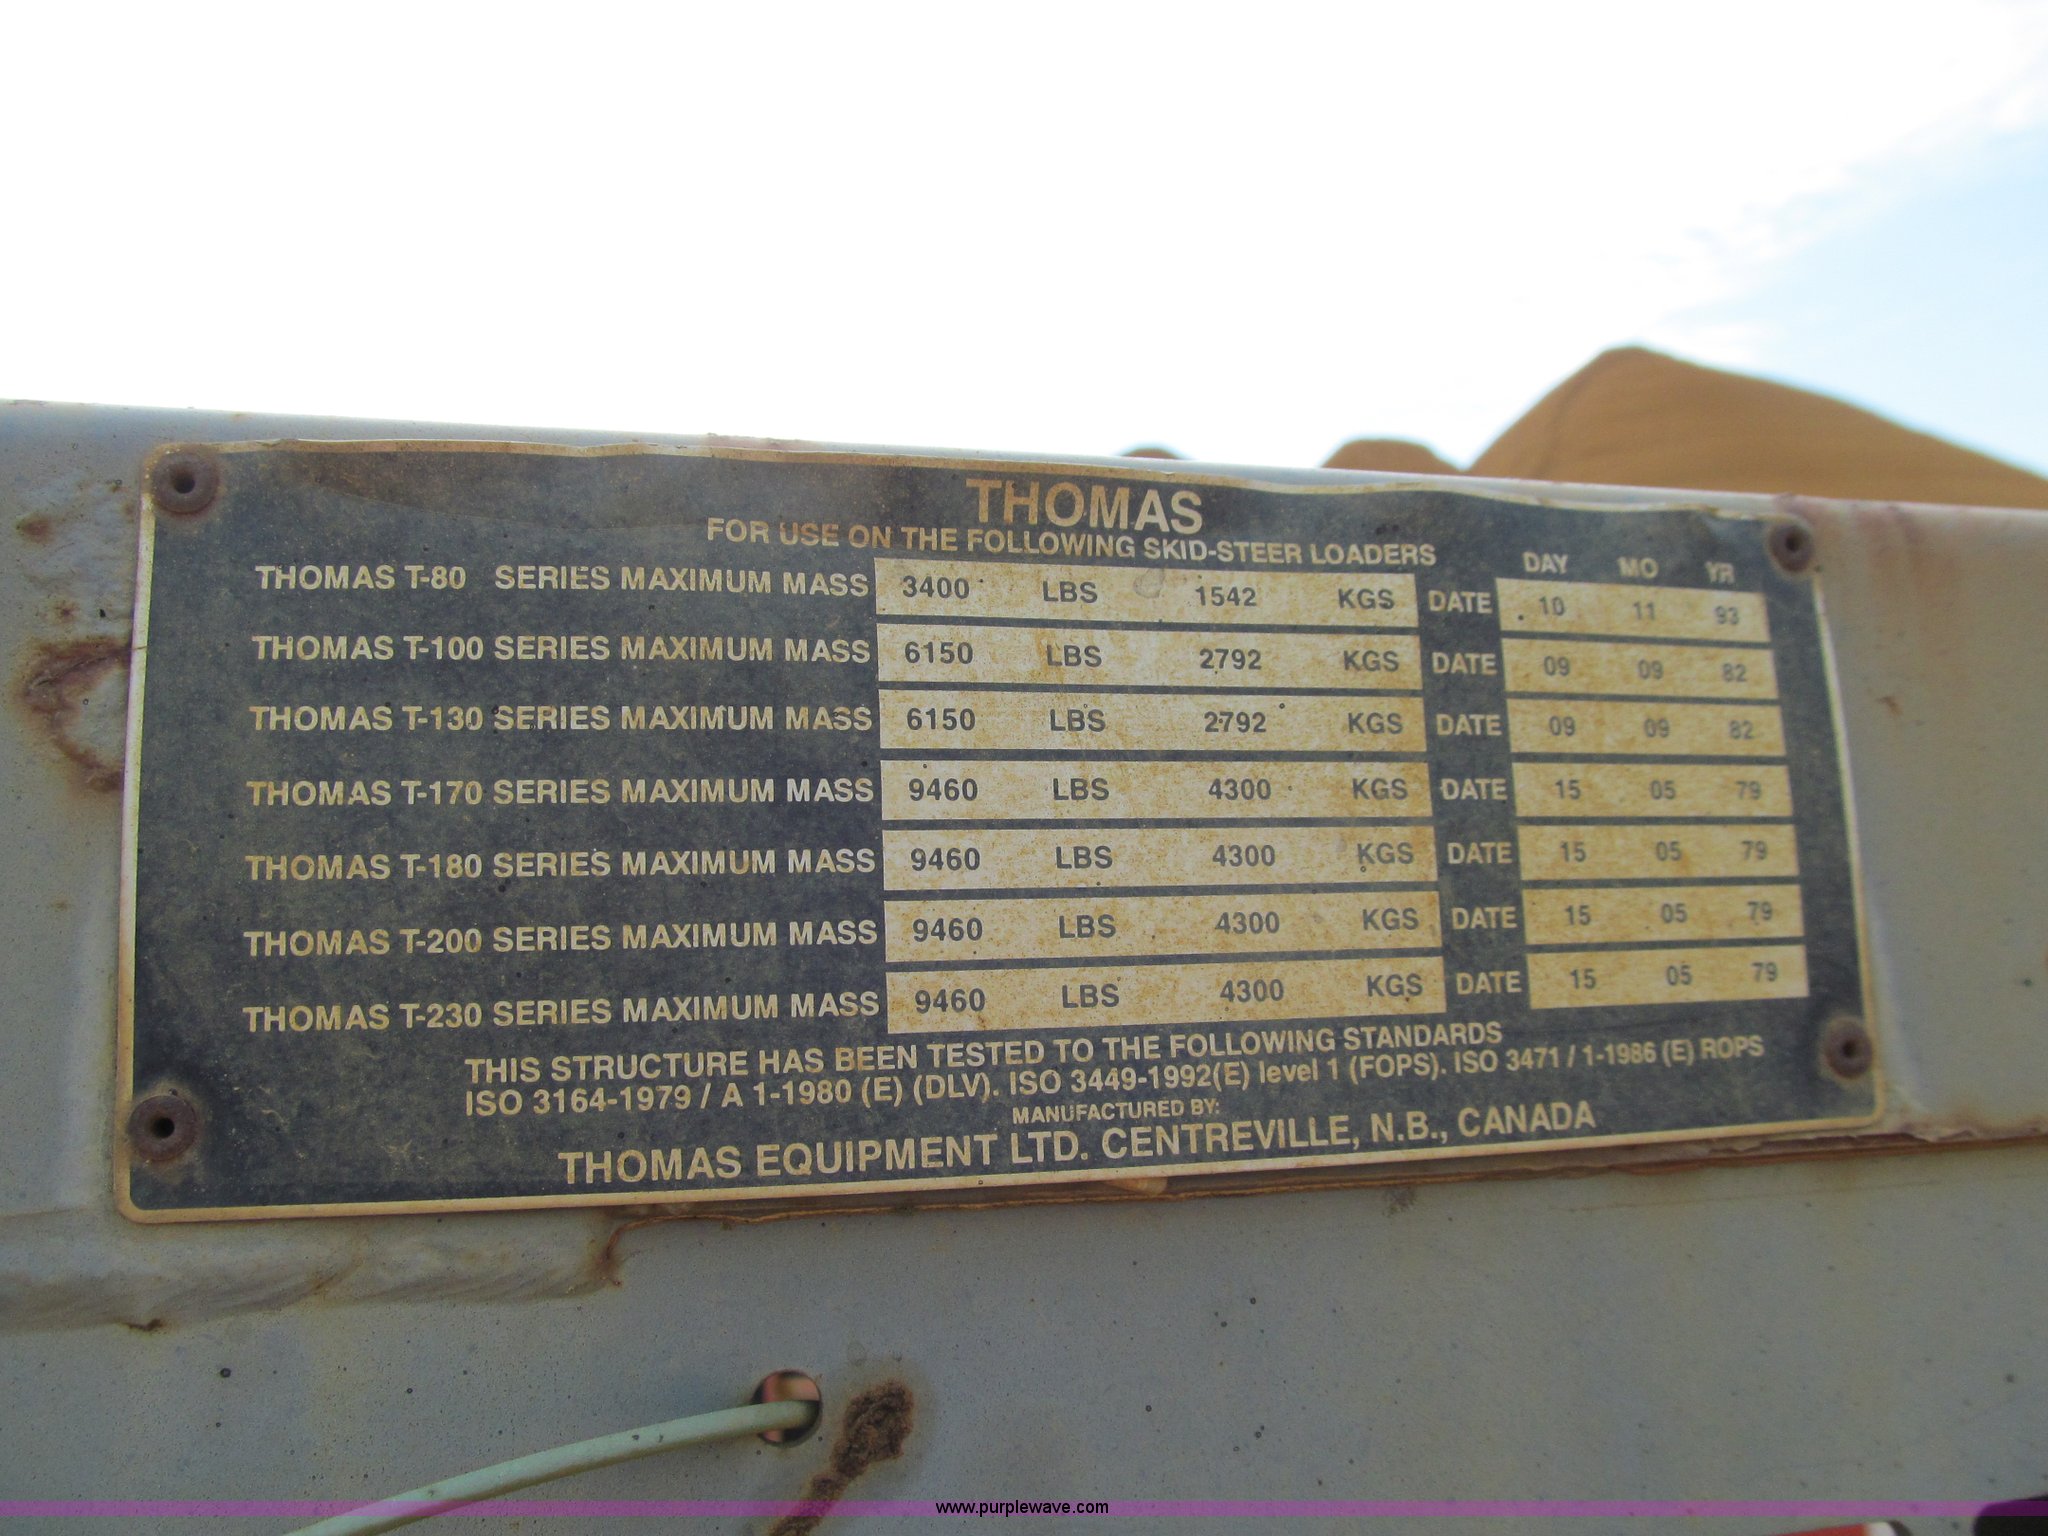 THOMAS
FOR USE ON THE FOLLOWING SKID-STEER LOADERS
DAY MO YR
THOMAS T-80 SERIES MAXIMUM MASS 3400 LBS 1542 KGS DATE 10 11 93
THOMAS T-100 SERIES MAXIMUM MASS 6150 LBS 2792 KGS DATE 09 09 82
THOMAS T-130 SERIES MAXIMUM MASS 6150 LBS 2792 KGS DATE 09 09 82
THOMAS T-170 SERIES MAXIMUM MASS 9460 LBS 4300 KGS DATE 15 05 79
THOMAS T-180 SERIES MAXIMUM MASS 9460 LBS 4300 KGS DATE 15 05 79
THOMAS T-200 SERIES MAXIMUM MASS 9460 LBS 4300 KGS DATE 15 05 79
THOMAS T-230 SERIES MAXIMUM MASS 9460 LBS 4300 KGS DATE 15 05 79
THIS STRUCTURE HAS BEEN TESTED TO THE FOLLOWING STANDARDS
ISO 3164-1979 / A 1-1980 (E) (DLV). ISO 3449-1992(E) level 1 (FOPS). ISO 3471 / 1-1986 (E) ROPS
MANUFACTURED BY:
THOMAS EQUIPMENT LTD. CENTREVILLE, N.B., CANADA
www.purplewave.com